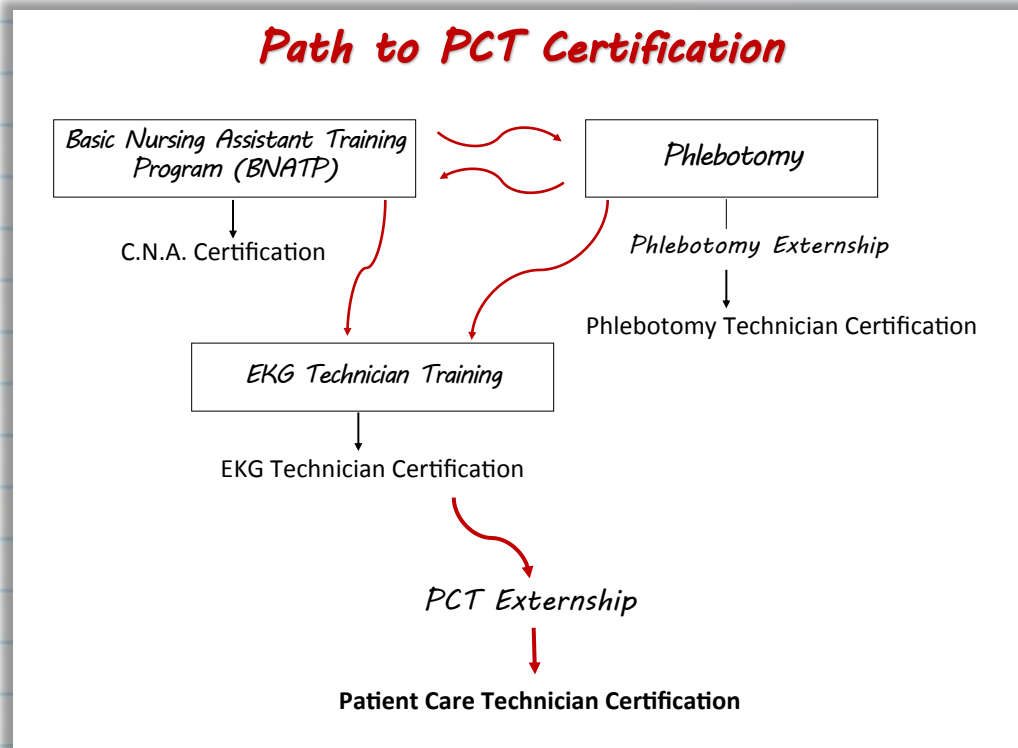 Path to PCT Certification
Basic Nursing Assistant Training
Program (BNATP)
Phlebotomy
C.N.A. Certification
Phlebotomy Externship
Phlebotomy Technician Certification
EKG Technician Training
EKG Technician Certification
PCT Externship
Patient Care Technician Certification